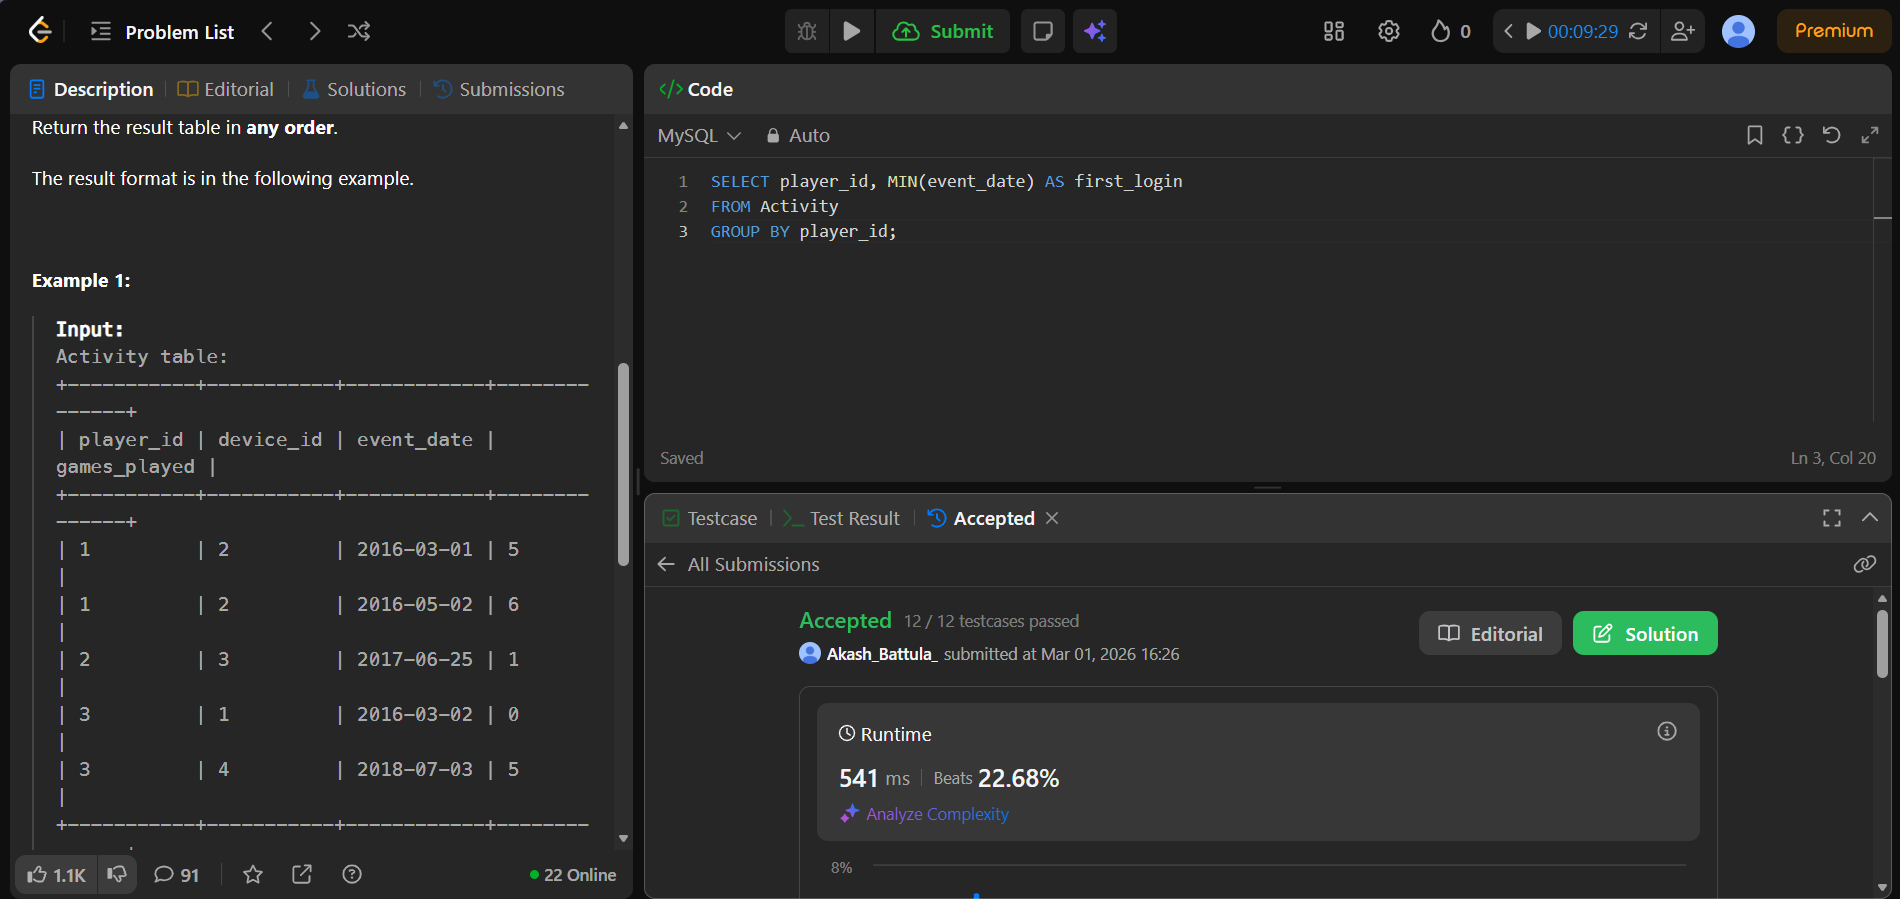 Problem List
Submit
0
00:09:29
Premium
Description
Editorial
Solutions
Submissions
Return the result table in any order.
The result format is in the following example.
Example 1:
Input:
Activity table:
+-----------+-----------+------------+--------
------+
| player_id | device_id | event_date |
games_played |
+-----------+-----------+------------+--------
------+
| 1         | 2         | 2016-03-01 | 5
|
| 1         | 2         | 2016-05-02 | 6
|
| 2         | 3         | 2017-06-25 | 1
|
| 3         | 1         | 2016-03-02 | 0
|
| 3         | 4         | 2018-07-03 | 5
|
+-----------+-----------+------------+--------
1.1K
91
22 Online
</> Code
MySQL
Auto
1 SELECT player_id, MIN(event_date) AS first_login
2 FROM Activity
3 GROUP BY player_id;
Saved
Ln 3, Col 20
Testcase
Test Result
Accepted
All Submissions
Accepted 12 / 12 testcases passed
Akash_Battula_ submitted at Mar 01, 2026 16:26
Editorial
Solution
Runtime
541 ms | Beats 22.68%
Analyze Complexity
8%